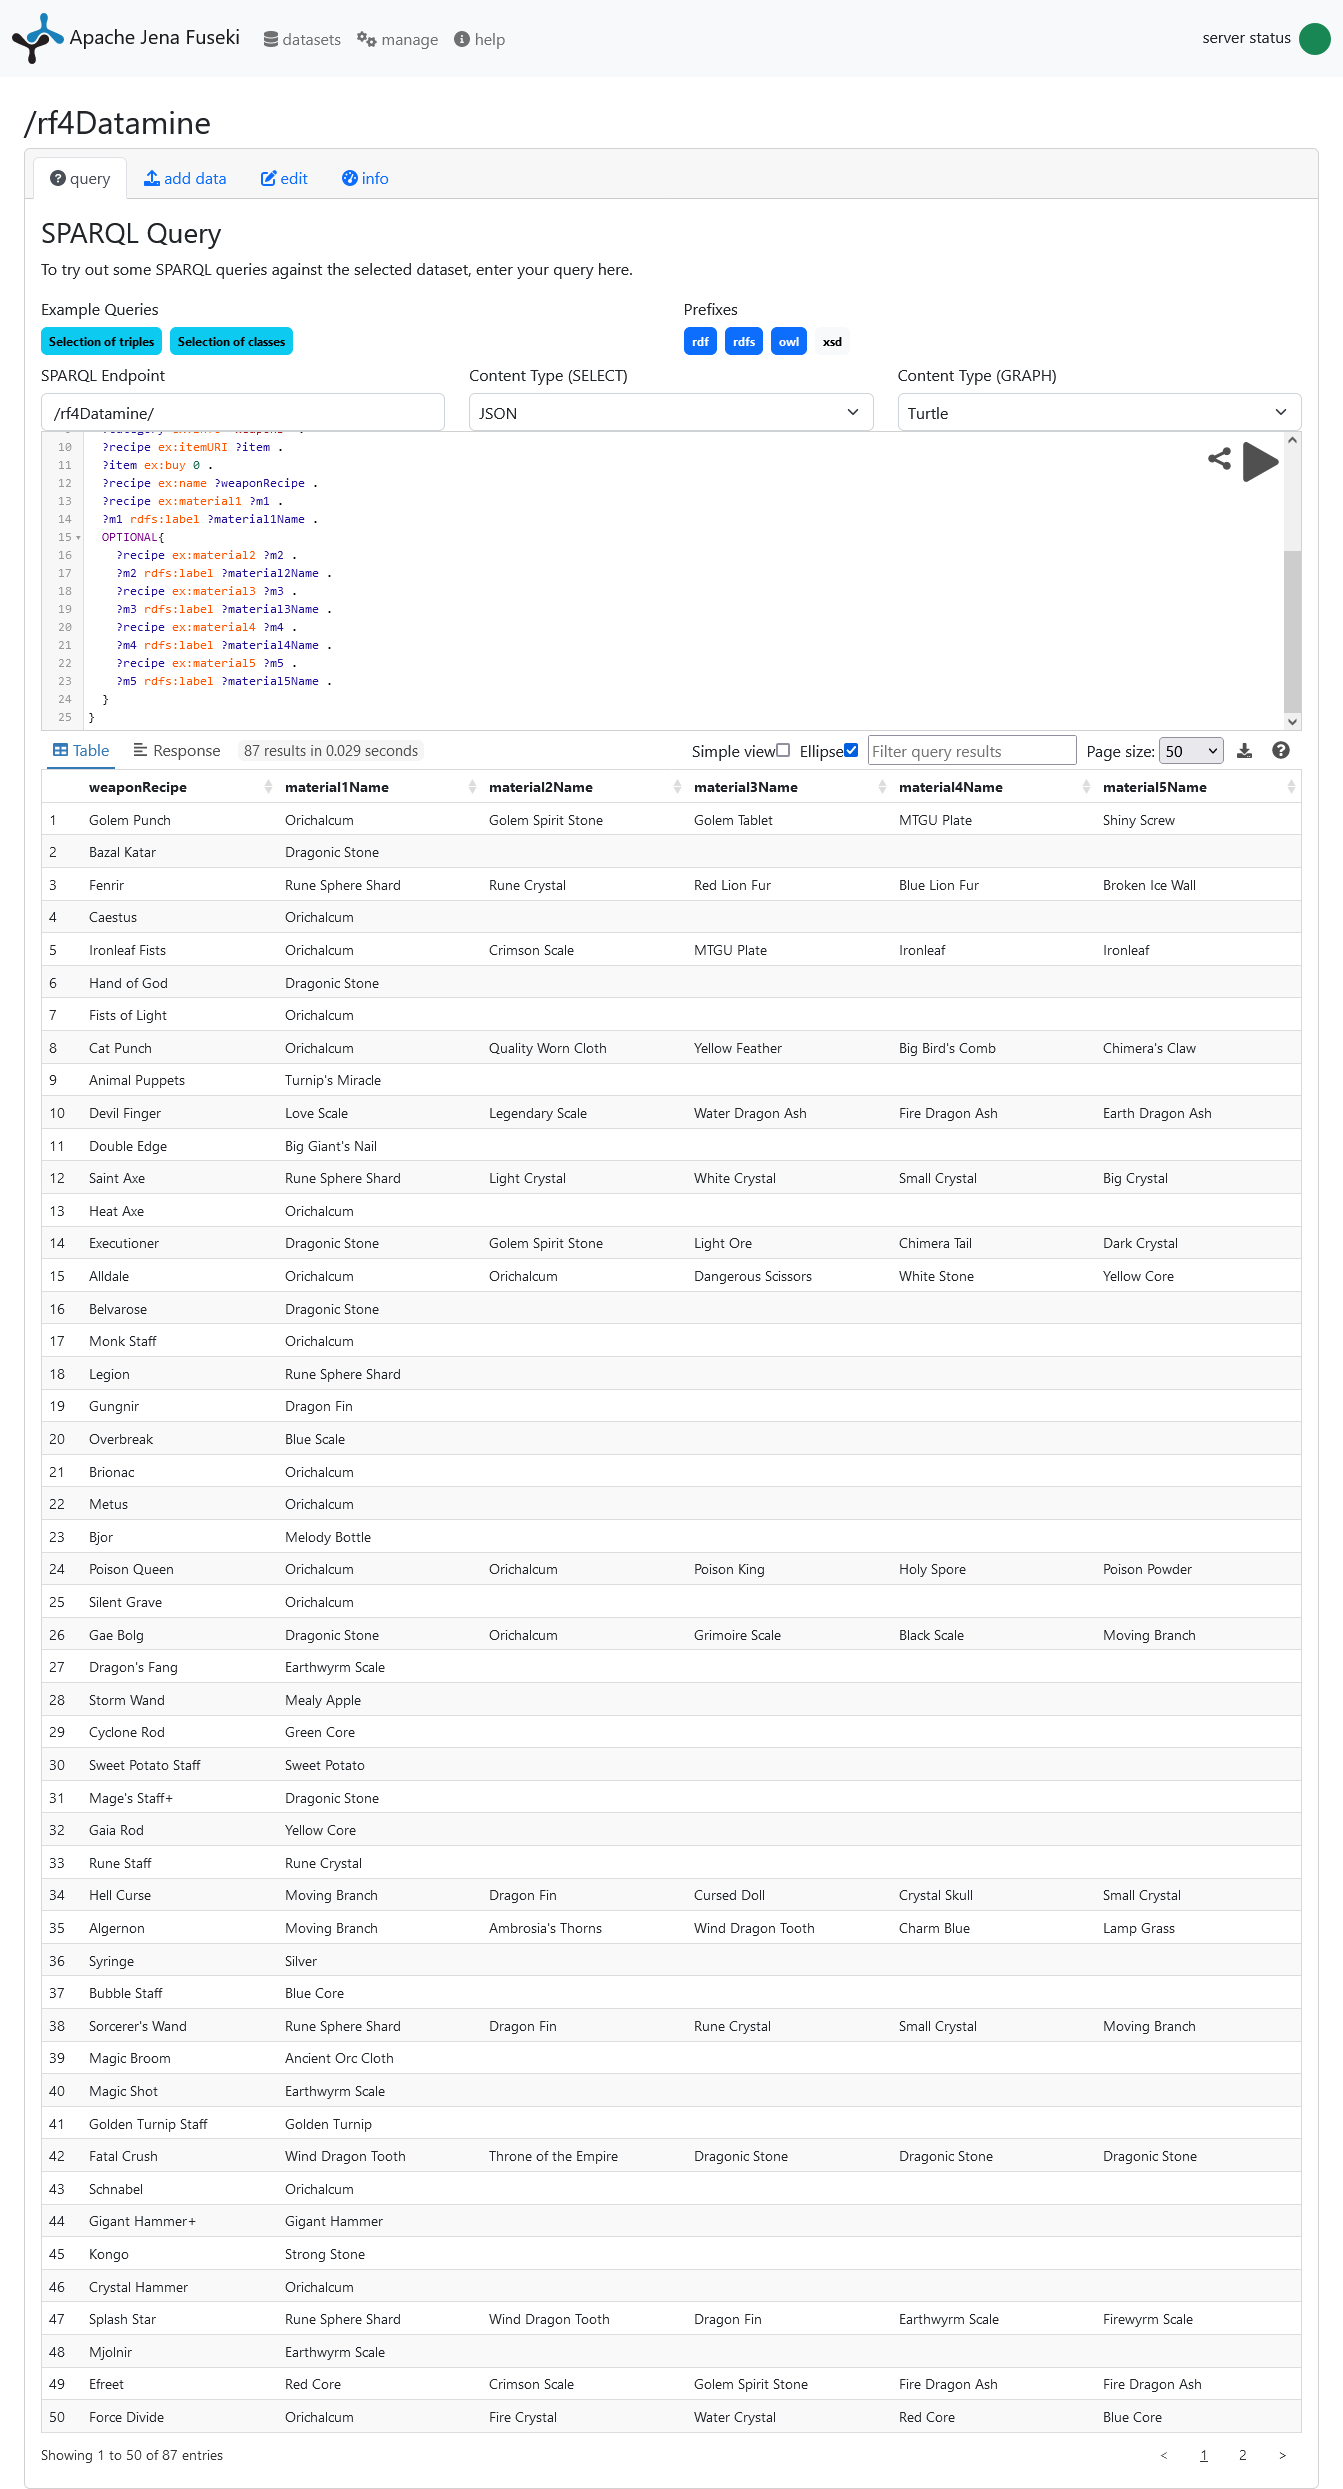 Apache Jena Fuseki datasets manage help server status
/rf4Datamine
query add data edit info
SPARQL Query
To try out some SPARQL queries against the selected dataset, enter your query here.
Example Queries Prefixes
Selection of triples Selection of classes rdf rdfs owl xsd
SPARQL Endpoint Content Type (SELECT) Content Type (GRAPH)
/rf4Datamine/ JSON Turtle
10 ?recipe ex:itemURI ?item .
11 ?item ex:buy 0 .
12 ?recipe ex:name ?weaponRecipe .
13 ?recipe ex:material1 ?m1 .
14 ?m1 rdfs:label ?material1Name .
15 OPTIONAL{
16 ?recipe ex:material2 ?m2 .
17 ?m2 rdfs:label ?material2Name .
18 ?recipe ex:material3 ?m3 .
19 ?m3 rdfs:label ?material3Name .
20 ?recipe ex:material4 ?m4 .
21 ?m4 rdfs:label ?material4Name .
22 ?recipe ex:material5 ?m5 .
23 ?m5 rdfs:label ?material5Name .
24 }
25 }
Table Response 87 results in 0.029 seconds Simple view Ellipse Filter query results Page size: 50
weaponRecipe material1Name material2Name material3Name material4Name material5Name
1 Golem Punch Orichalcum Golem Spirit Stone Golem Tablet MTGU Plate Shiny Screw
2 Bazal Katar Dragonic Stone
3 Fenrir Rune Sphere Shard Rune Crystal Red Lion Fur Blue Lion Fur Broken Ice Wall
4 Caestus Orichalcum
5 Ironleaf Fists Orichalcum Crimson Scale MTGU Plate Ironleaf Ironleaf
6 Hand of God Dragonic Stone
7 Fists of Light Orichalcum
8 Cat Punch Orichalcum Quality Worn Cloth Yellow Feather Big Bird's Comb Chimera's Claw
9 Animal Puppets Turnip's Miracle
10 Devil Finger Love Scale Legendary Scale Water Dragon Ash Fire Dragon Ash Earth Dragon Ash
11 Double Edge Big Giant's Nail
12 Saint Axe Rune Sphere Shard Light Crystal White Crystal Small Crystal Big Crystal
13 Heat Axe Orichalcum
14 Executioner Dragonic Stone Golem Spirit Stone Light Ore Chimera Tail Dark Crystal
15 Alldale Orichalcum Orichalcum Dangerous Scissors White Stone Yellow Core
16 Belvarose Dragonic Stone
17 Monk Staff Orichalcum
18 Legion Rune Sphere Shard
19 Gungnir Dragon Fin
20 Overbreak Blue Scale
21 Brionac Orichalcum
22 Metus Orichalcum
23 Bjor Melody Bottle
24 Poison Queen Orichalcum Orichalcum Poison King Holy Spore Poison Powder
25 Silent Grave Orichalcum
26 Gae Bolg Dragonic Stone Orichalcum Grimoire Scale Black Scale Moving Branch
27 Dragon's Fang Earthwyrm Scale
28 Storm Wand Mealy Apple
29 Cyclone Rod Green Core
30 Sweet Potato Staff Sweet Potato
31 Mage's Staff+ Dragonic Stone
32 Gaia Rod Yellow Core
33 Rune Staff Rune Crystal
34 Hell Curse Moving Branch Dragon Fin Cursed Doll Crystal Skull Small Crystal
35 Algernon Moving Branch Ambrosia's Thorns Wind Dragon Tooth Charm Blue Lamp Grass
36 Syringe Silver
37 Bubble Staff Blue Core
38 Sorcerer's Wand Rune Sphere Shard Dragon Fin Rune Crystal Small Crystal Moving Branch
39 Magic Broom Ancient Orc Cloth
40 Magic Shot Earthwyrm Scale
41 Golden Turnip Staff Golden Turnip
42 Fatal Crush Wind Dragon Tooth Throne of the Empire Dragonic Stone Dragonic Stone Dragonic Stone
43 Schnabel Orichalcum
44 Gigant Hammer+ Gigant Hammer
45 Kongo Strong Stone
46 Crystal Hammer Orichalcum
47 Splash Star Rune Sphere Shard Wind Dragon Tooth Dragon Fin Earthwyrm Scale Firewyrm Scale
48 Mjolnir Earthwyrm Scale
49 Efreet Red Core Crimson Scale Golem Spirit Stone Fire Dragon Ash Fire Dragon Ash
50 Force Divide Orichalcum Fire Crystal Water Crystal Red Core Blue Core
Showing 1 to 50 of 87 entries < 1 2 >